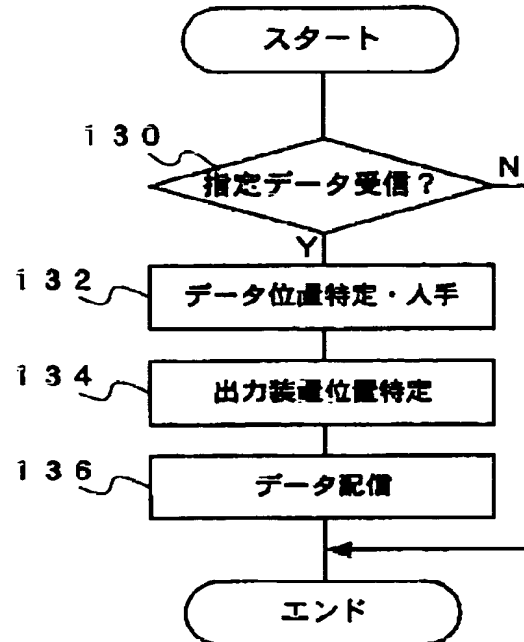 スタート
130
指定データ受信？
N
Y
132
データ位置特定・入手
134
出力装置位置特定
136
データ配信
エンド